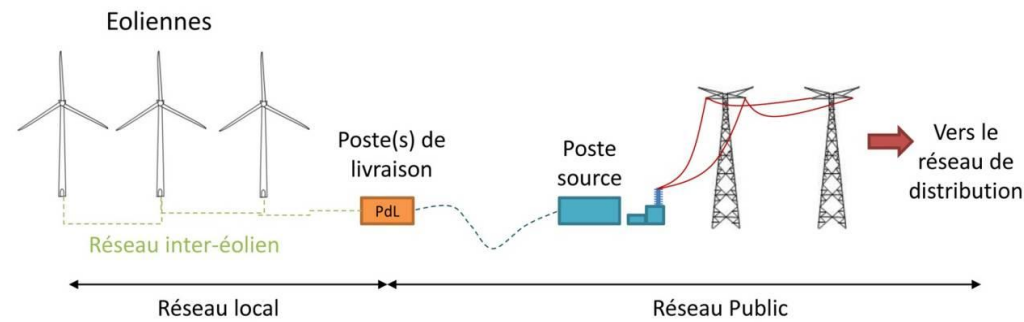 Eoliennes
Poste(s) de
livraison
PdL
Poste
source
Vers le
réseau de
distribution
Réseau inter-éolien
Réseau local
Réseau Public